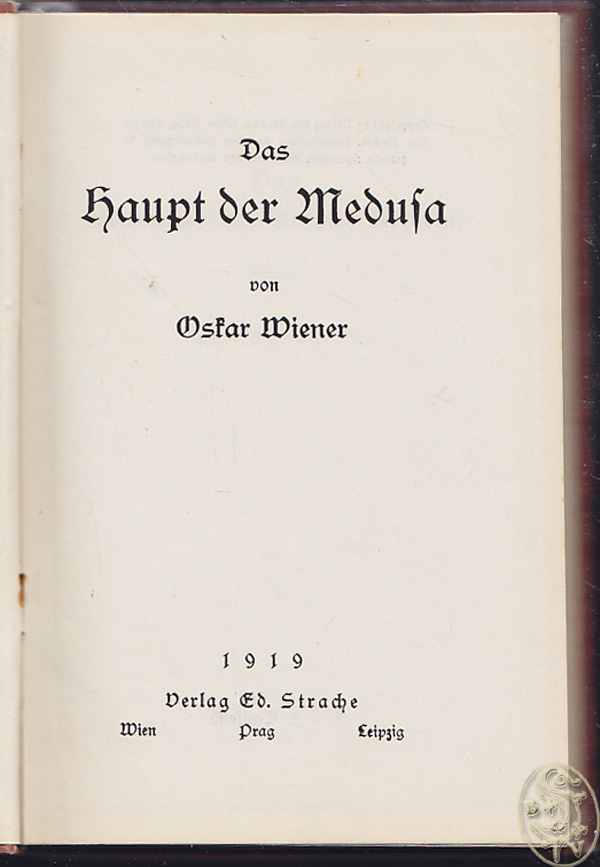 Das
Haupt der Meduſa
von
Oskar Wiener
1919
Verlag Ed. Strache
Wien Prag Leipzig